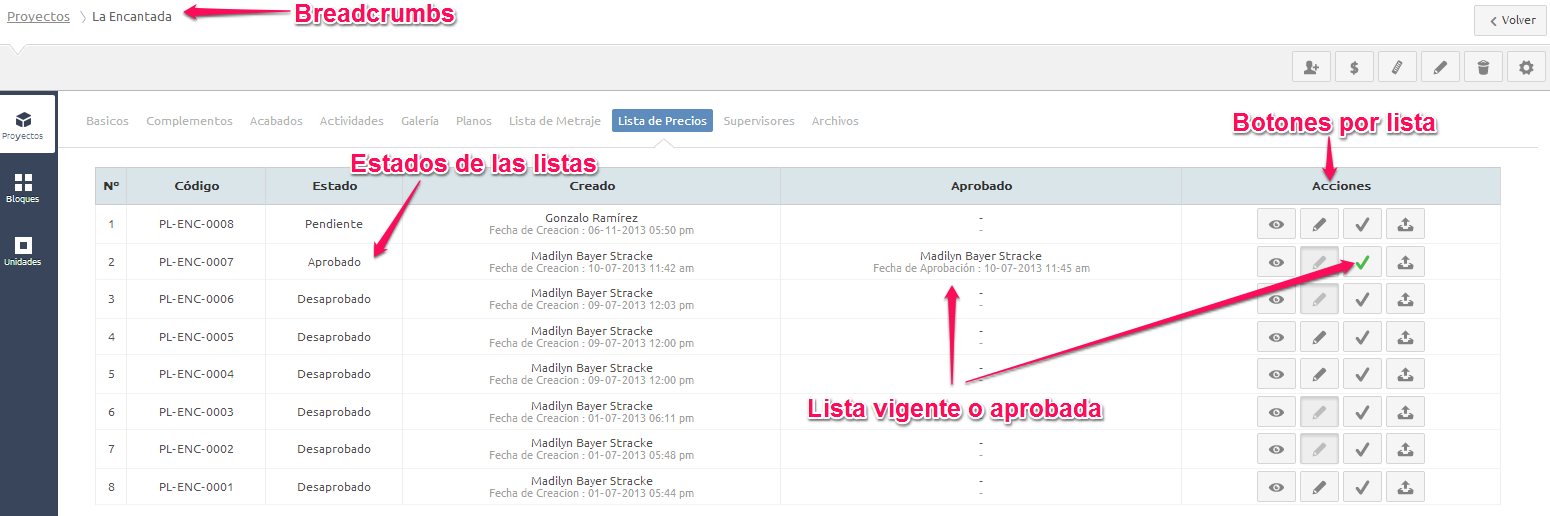 Proyectos La Encantada Breadcrumbs Volver
Proyectos
Bloques
Unidades
Basicos Complementos Acabados Actividades Galería Planos Lista de Metraje Lista de Precios Supervisores Archivos
Botones por lista
Estados de las listas
Nº Código Estado Creado Aprobado Acciones
1 PL-ENC-0008 Pendiente Gonzalo Ramírez -
Fecha de Creacion : 06-11-2013 05:50 pm -
2 PL-ENC-0007 Aprobado Madilyn Bayer Stracke Madilyn Bayer Stracke
Fecha de Creacion : 10-07-2013 11:42 am Fecha de Aprobación : 10-07-2013 11:45 am
3 PL-ENC-0006 Desaprobado Madilyn Bayer Stracke -
Fecha de Creacion : 09-07-2013 12:03 pm -
4 PL-ENC-0005 Desaprobado Madilyn Bayer Stracke -
Fecha de Creacion : 09-07-2013 12:00 pm -
5 PL-ENC-0004 Desaprobado Madilyn Bayer Stracke -
Fecha de Creacion : 09-07-2013 12:00 pm -
Lista vigente o aprobada
6 PL-ENC-0003 Desaprobado Madilyn Bayer Stracke -
Fecha de Creacion : 01-07-2013 06:11 pm -
7 PL-ENC-0002 Desaprobado Madilyn Bayer Stracke -
Fecha de Creacion : 01-07-2013 05:48 pm -
8 PL-ENC-0001 Desaprobado Madilyn Bayer Stracke -
Fecha de Creacion : 01-07-2013 05:44 pm -